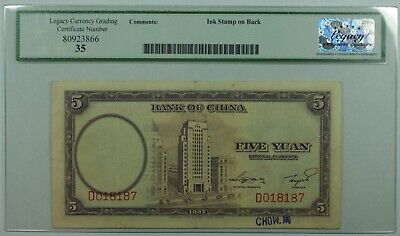 Legacy Currency Grading
Certificate Number
80923866
35
Comments:
Ink Stamp on Back
Legacy
BANK OF CHINA
5
5
FIVE YUAN
NATIONAL CURRENCY
D018187
D018187
1937
CHOW.